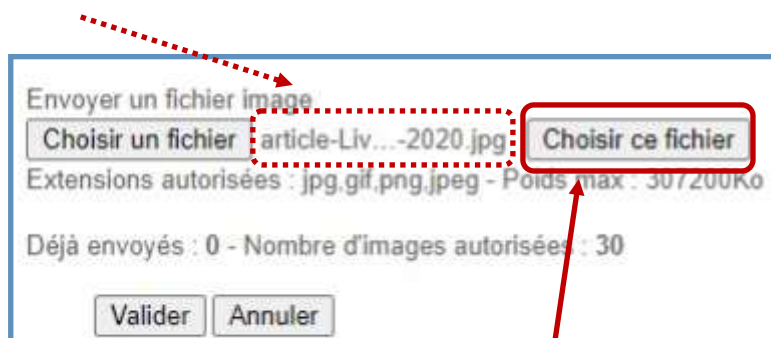 Envoyer un fichier image
Choisir un fichier article-Liv...-2020.jpg Choisir ce fichier
Extensions autorisées : jpg,gif,png,jpeg - Poids max : 307200Ko
Déjà envoyés : 0 - Nombre d'images autorisées : 30
Valider Annuler